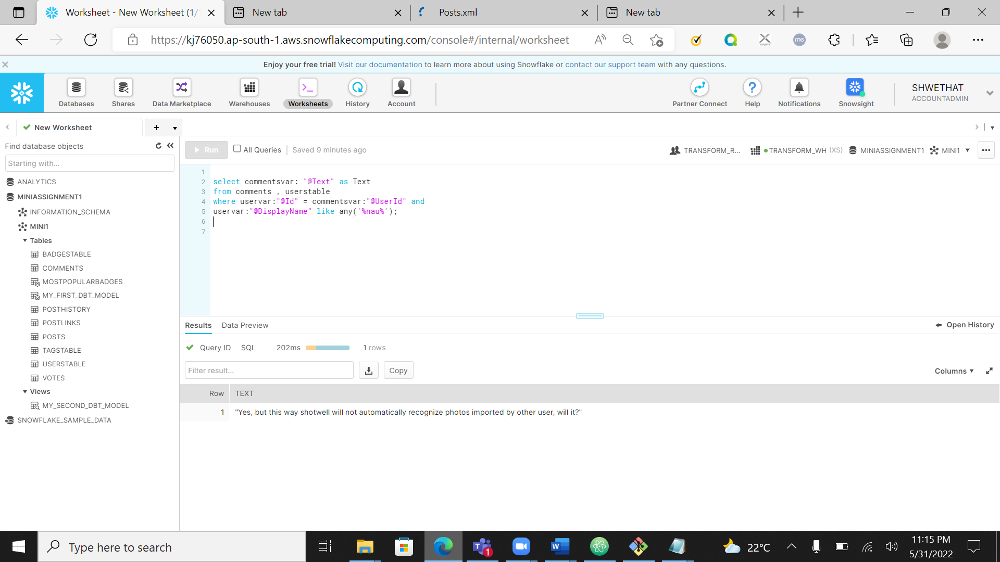 Worksheet - New Worksheet (1/
New tab
Posts.xml
New tab
https://kj76050.ap-south-1.aws.snowflakecomputing.com/console#/internal/worksheet
me
Enjoy your free trial! Visit our documentation to learn more about using Snowflake or contact our support team with any questions.
Databases
Shares
Data Marketplace
Warehouses
Worksheets
History
Account
Partner Connect
Help
Notifications
Snowsight
SHWETHAT
ACCOUNTADMIN
New Worksheet
Find database objects
Starting with...
ANALYTICS
MINIASSIGNMENT1
INFORMATION_SCHEMA
MINI1
Tables
BADGESTABLE
COMMENTS
MOSTPOPULARBADGES
MY_FIRST_DBT_MODEL
POSTHISTORY
POSTLINKS
POSTS
TAGSTABLE
USERSTABLE
VOTES
Views
MY_SECOND_DBT_MODEL
SNOWFLAKE_SAMPLE_DATA
Run
All Queries
Saved 9 minutes ago
TRANSFORM_R...
TRANSFORM_WH (XS)
MINIASSIGNMENT1
MINI1
1
2 select commentsvar: "@Text" as Text
3 from comments , userstable
4 where uservar:"@Id" = commentsvar:"@UserId" and
5 uservar:"@DisplayName" like any('%nau%');
6
7
Results
Data Preview
Open History
Query ID
SQL
202ms
1 rows
Filter result...
Copy
Columns
Row TEXT
1 "Yes, but this way shotwell will not automatically recognize photos imported by other user, will it?"
Type here to search
1
22°C
11:15 PM
5/31/2022